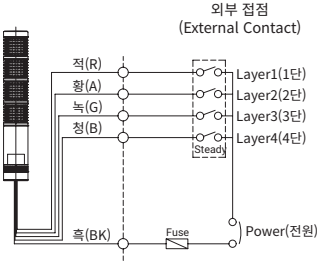 외부 접점
(External Contact)
적(R)
Layer1(1단)
황(A)
Layer2(2단)
녹(G)
Layer3(3단)
청(B)
Layer4(4단)
Steady
흑(BK)
Fuse
Power(전원)